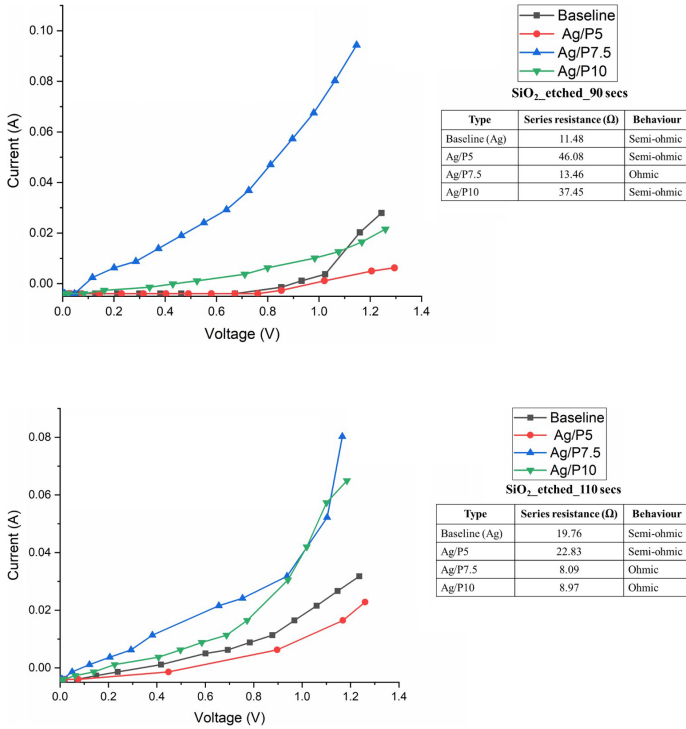 Baseline
Ag/P5
Ag/P7.5
Ag/P10
SiO₂_etched_90 secs
Type Series resistance (Ω) Behaviour
Baseline (Ag) 11.48 Semi-ohmic
Ag/P5 46.08 Semi-ohmic
Ag/P7.5 13.46 Ohmic
Ag/P10 37.45 Semi-ohmic
Current (A)
0.10
0.08
0.06
0.04
0.02
0.00
0.0 0.2 0.4 0.6 0.8 1.0 1.2 1.4
Voltage (V)
Baseline
Ag/P5
Ag/P7.5
Ag/P10
SiO₂_etched_110 secs
Type Series resistance (Ω) Behaviour
Baseline (Ag) 19.76 Semi-ohmic
Ag/P5 22.83 Semi-ohmic
Ag/P7.5 8.09 Ohmic
Ag/P10 8.97 Ohmic
Current (A)
0.08
0.06
0.04
0.02
0.00
0.0 0.2 0.4 0.6 0.8 1.0 1.2 1.4
Voltage (V)